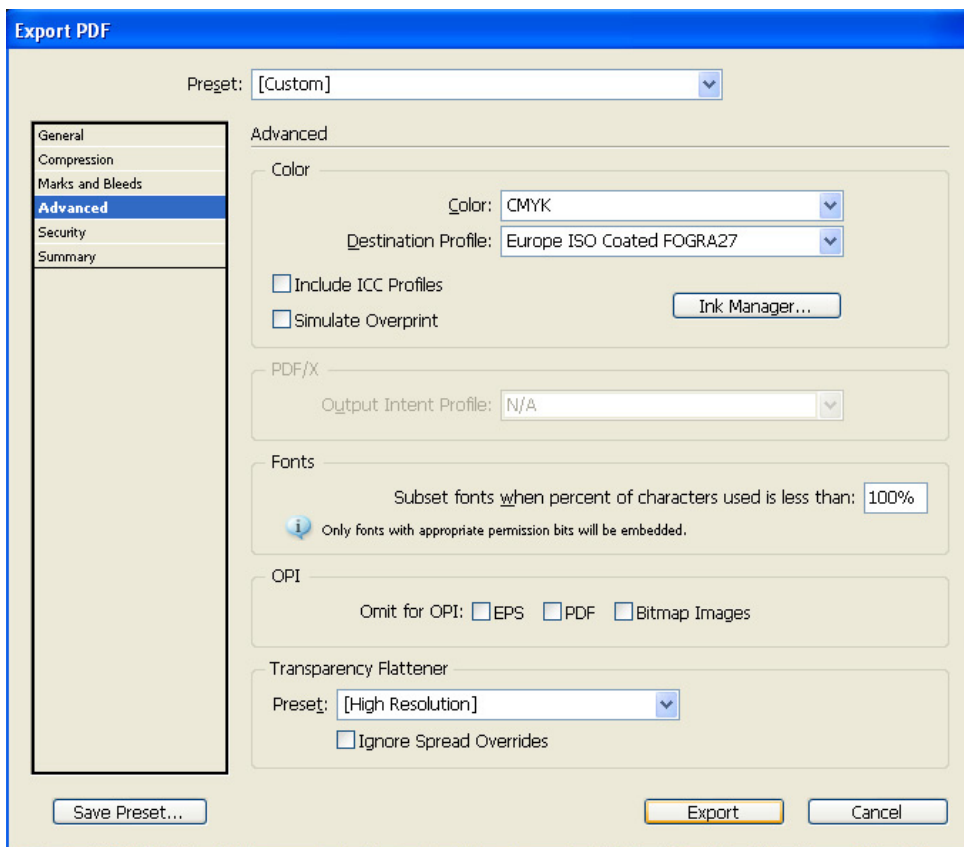 Export PDF
Preset: [Custom]
General
Compression
Marks and Bleeds
Advanced
Security
Summary
Advanced
Color
Color: CMYK
Destination Profile: Europe ISO Coated FOGRA27
Include ICC Profiles
Ink Manager...
Simulate Overprint
PDF/X
Output Intent Profile: N/A
Fonts
Subset fonts when percent of characters used is less than: 100%
Only fonts with appropriate permission bits will be embedded.
OPI
Omit for OPI: EPS PDF Bitmap Images
Transparency Flattener
Preset: [High Resolution]
Ignore Spread Overrides
Save Preset... Export Cancel